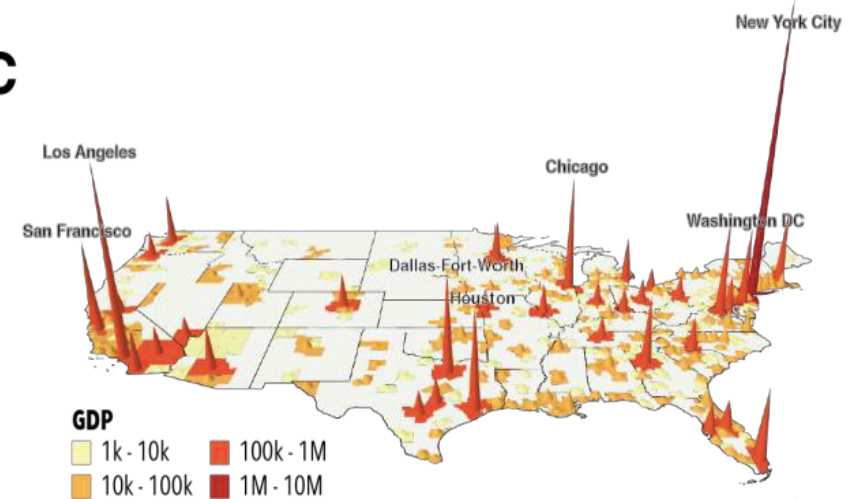 C
New York City
Los Angeles
Chicago
San Francisco
Washington DC
Dallas-Fort-Worth
Houston
GDP
1k - 10k
100k - 1M
10k - 100k
1M - 10M